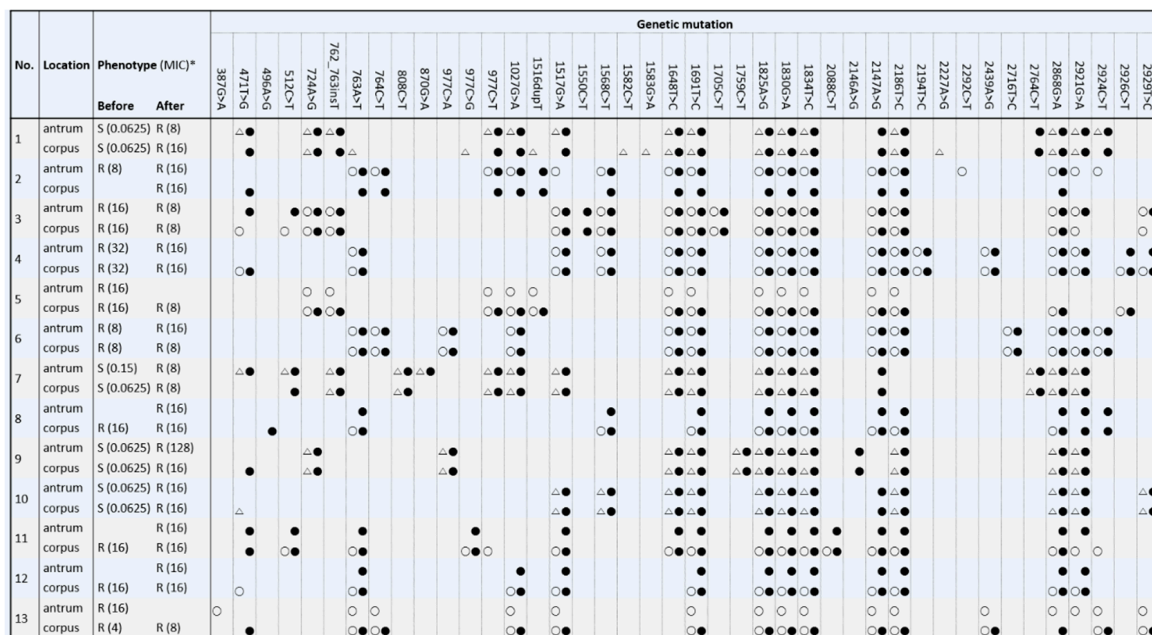 Genetic mutation
No. Location Phenotype (MIC)*
Before After
387G>A 471T>G 496A>G 512C>T 724A>G 762_763insT 763A>T 764C>T 808C>T 870G>A 977C>A 977C>G 977C>T 1027G>A 1516dupT 1517G>A 1550C>T 1568C>T 1582C>T 1583G>A 1648T>C 1691T>C 1705C>T 1759C>T 1825A>G 1830G>A 1834T>C 2088C>T 2146A>G 2147A>G 2186T>C 2194T>C 2227A>G 2292C>T 2439A>G 2716T>C 2764A>G 2868G>A 2921G>A 2924C>T 2926C>T 2929T>C
1
antrum S (0.0625) R (8)
corpus S (0.0625) R (16)
2
antrum R (8) R (16)
corpus R (16)
3
antrum R (16) R (8)
corpus R (16) R (8)
4
antrum R (32) R (16)
corpus R (32) R (16)
5
antrum R (16)
corpus R (16) R (8)
6
antrum R (8) R (16)
corpus R (8) R (8)
7
antrum S (0.15) R (8)
corpus S (0.0625) R (8)
8
antrum R (16)
corpus R (16) R (16)
9
antrum S (0.0625) R (128)
corpus S (0.0625) R (16)
10
antrum S (0.0625) R (16)
corpus S (0.0625) R (16)
11
antrum R (16)
corpus R (16) R (16)
12
antrum R (16)
corpus R (16) R (16)
13
antrum R (16)
corpus R (4) R (8)